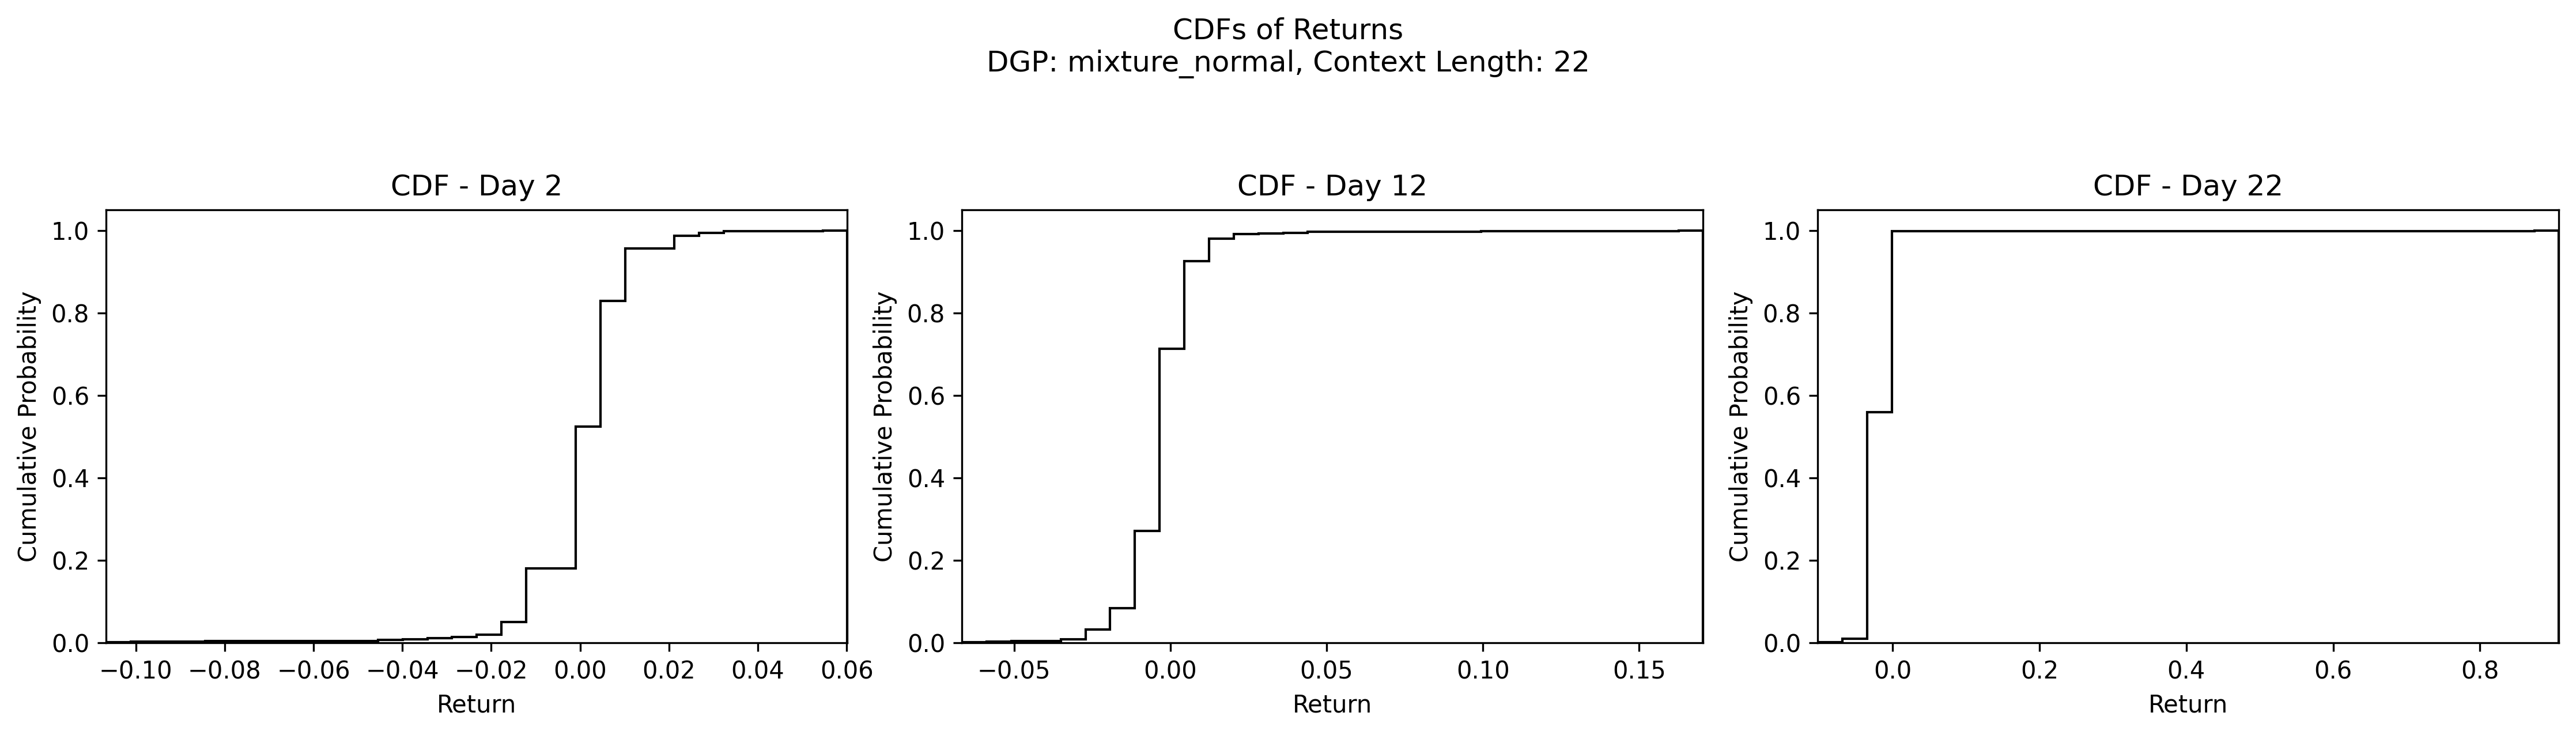 CDFs of Returns
DGP: mixture_normal, Context Length: 22
CDF - Day 2
1.0
0.8
0.6
0.4
0.2
0.0
Cumulative Probability
−0.10 −0.08 −0.06 −0.04 −0.02 0.00 0.02 0.04 0.06
Return
CDF - Day 12
1.0
0.8
0.6
0.4
0.2
0.0
Cumulative Probability
−0.05 0.00 0.05 0.10 0.15
Return
CDF - Day 22
1.0
0.8
0.6
0.4
0.2
0.0
Cumulative Probability
0.0 0.2 0.4 0.6 0.8
Return